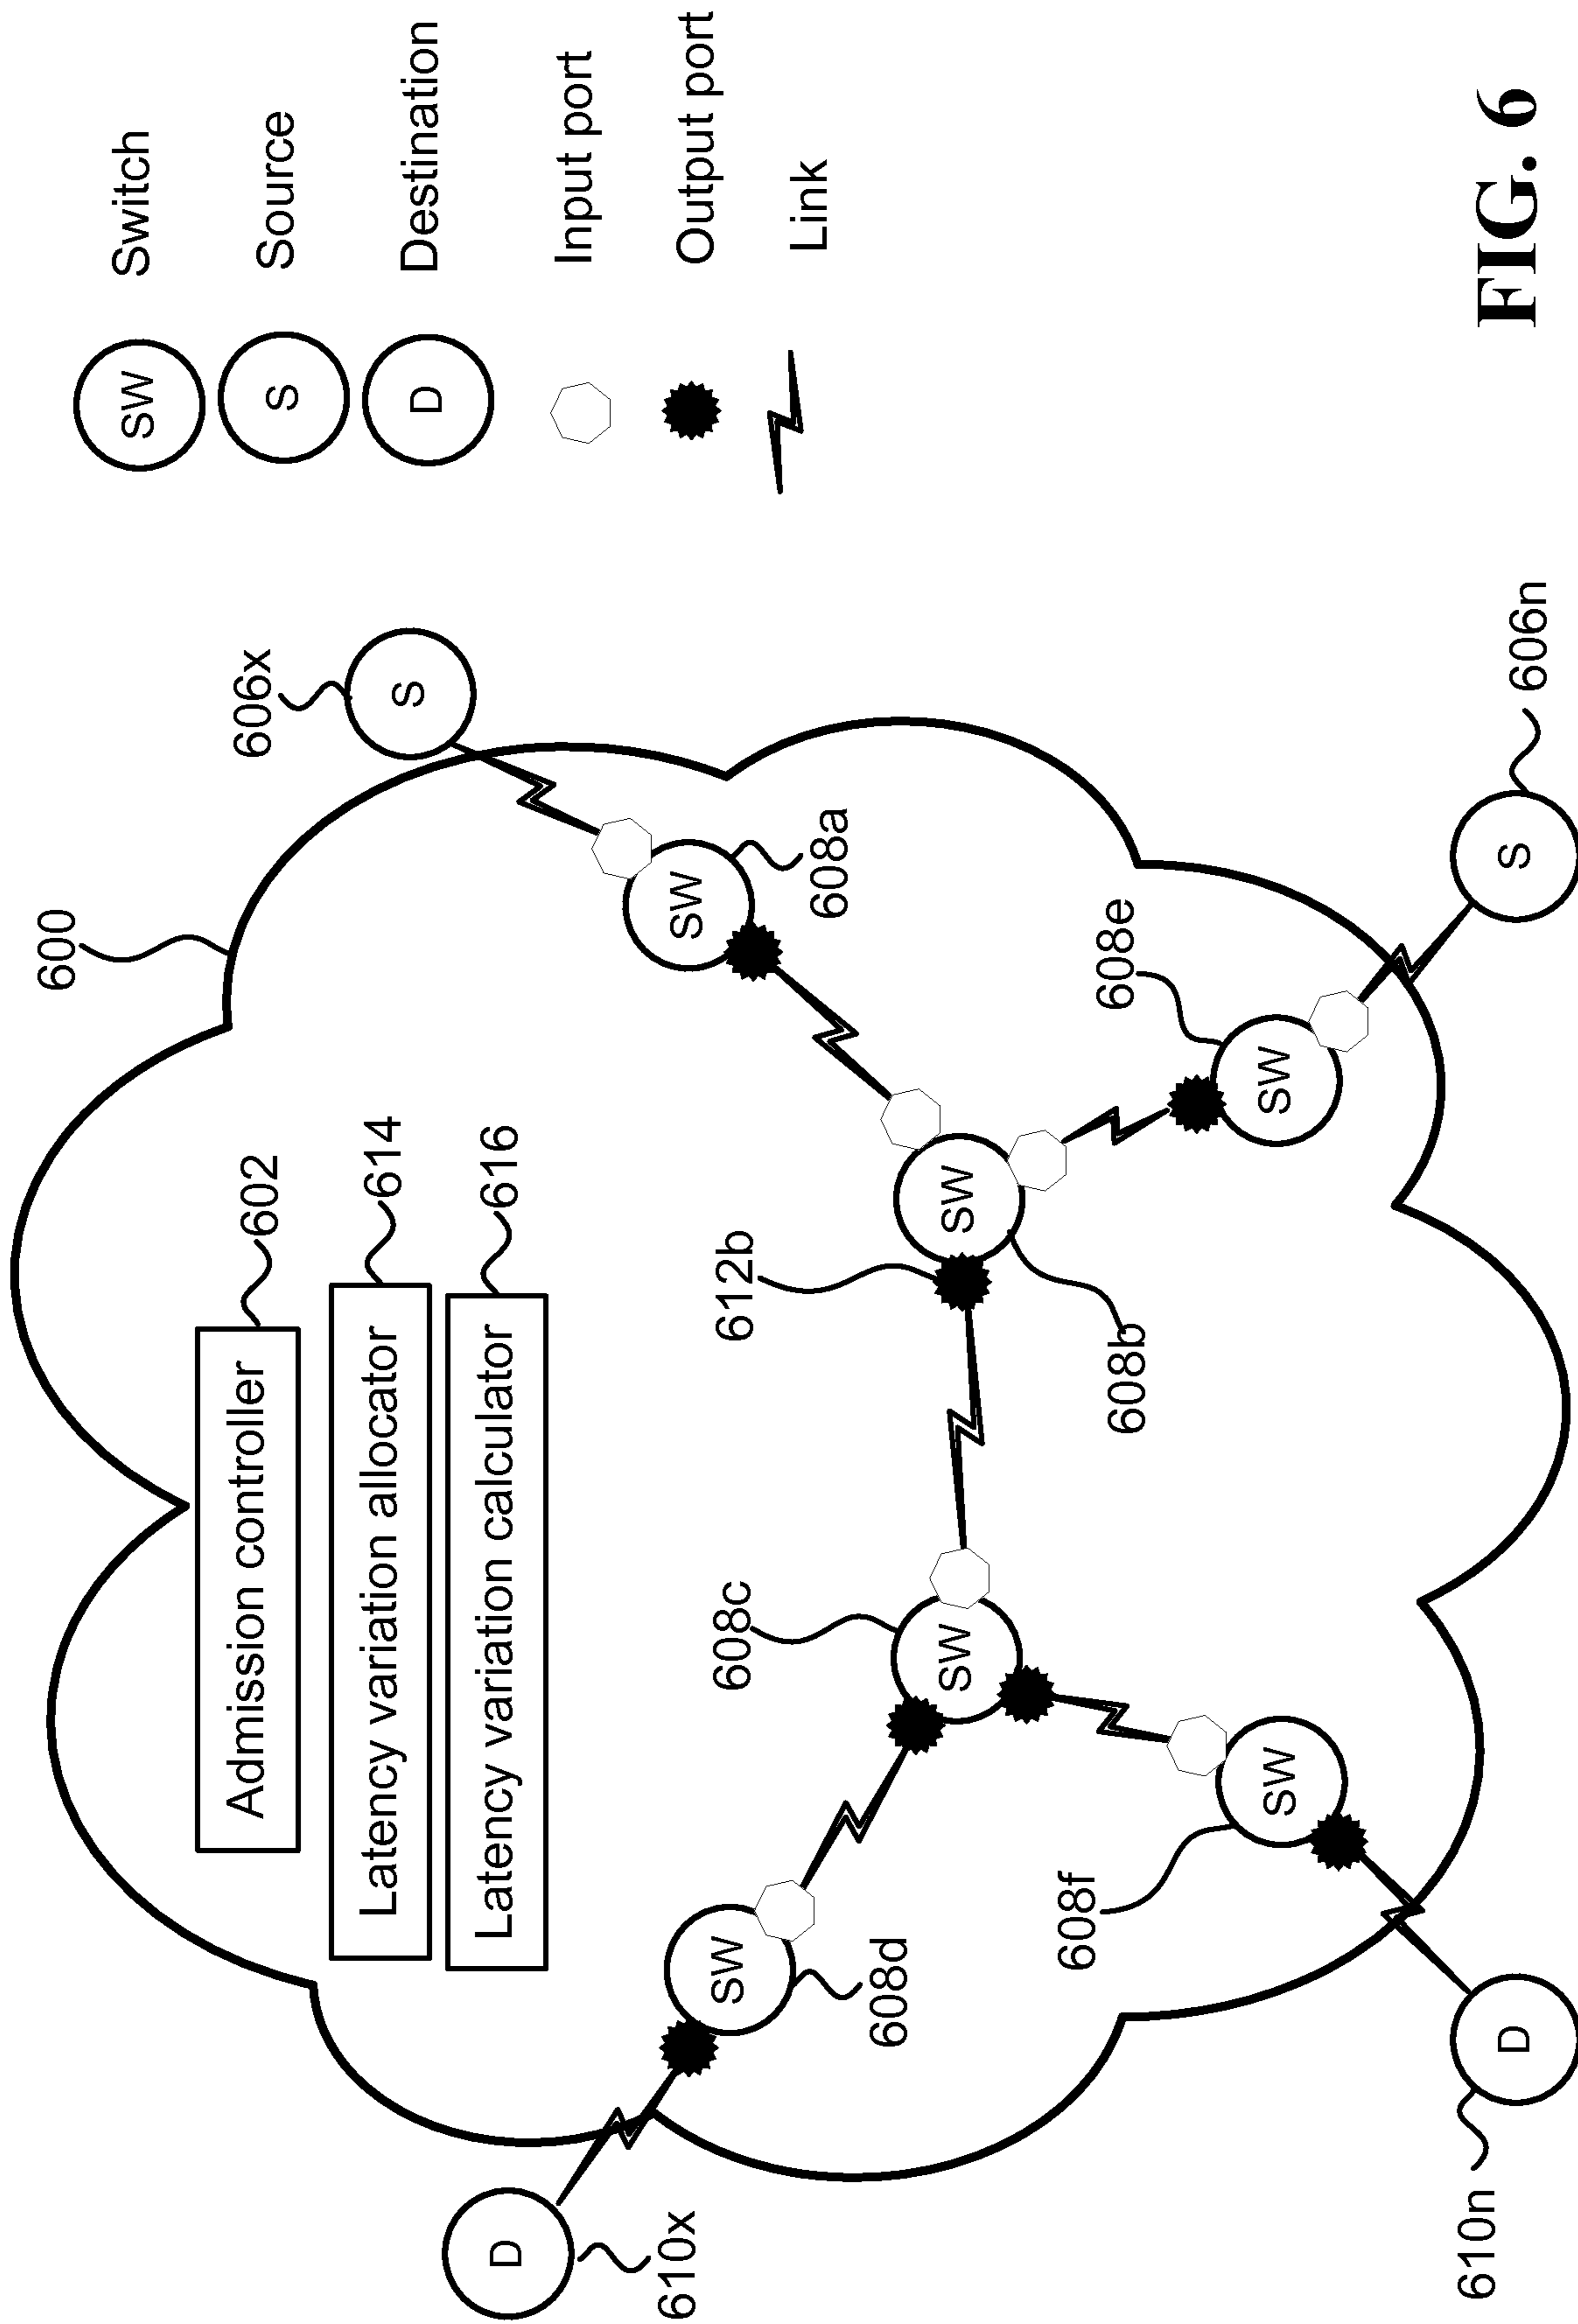 600
Admission controller
602
Latency variation allocator
614
Latency variation calculator
616
D
610x
SW
608d
SW
608c
612b
SW
608b
SW
608a
S
606x
SW
608e
S
606n
SW
608f
D
610n
SW Switch
S Source
D Destination
Input port
Output port
Link
FIG. 6